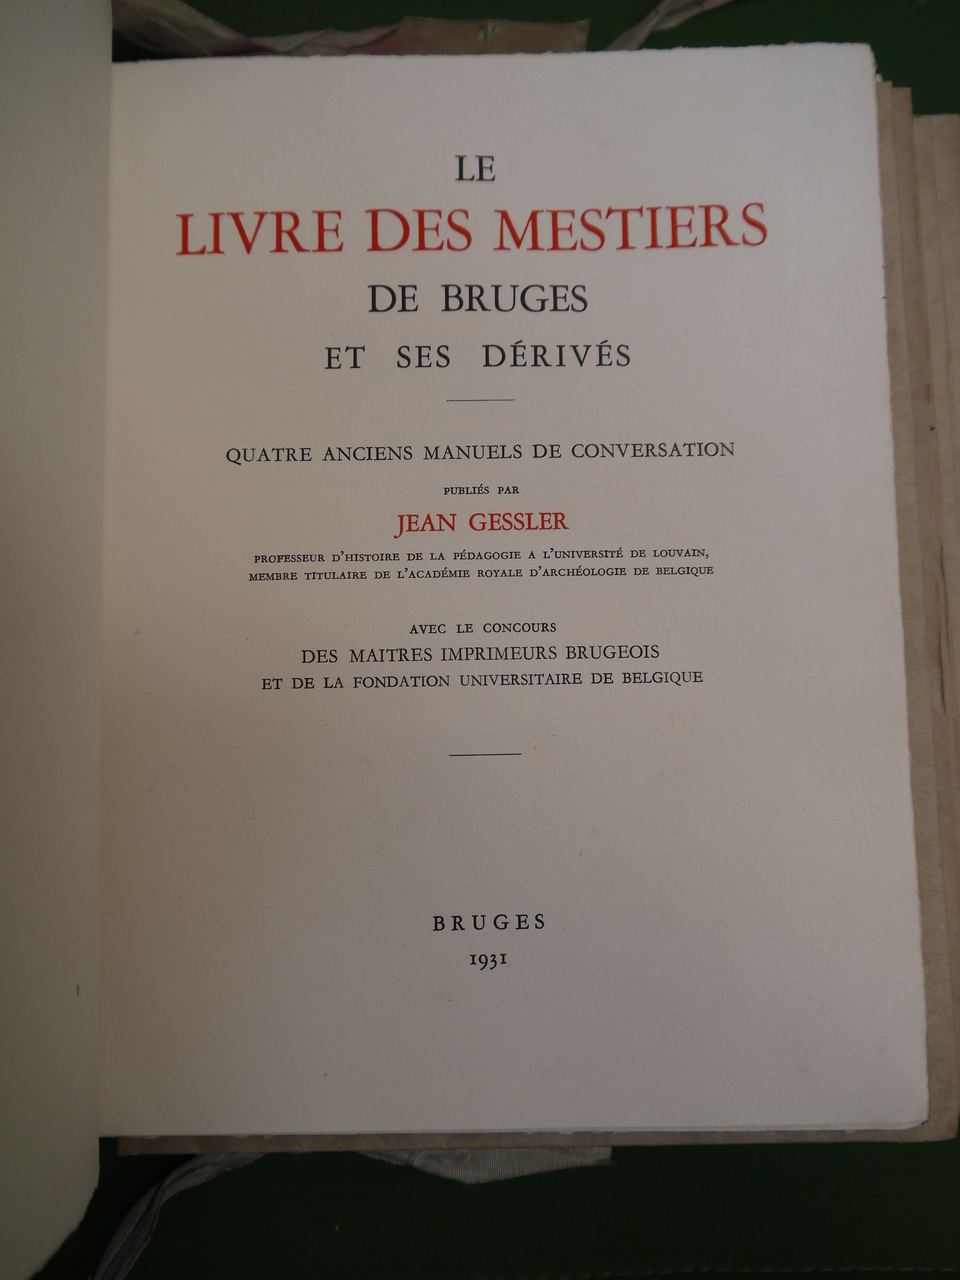 LE
LIVRE DES MESTIERS
DE BRUGES
ET SES DÉRIVÉS
QUATRE ANCIENS MANUELS DE CONVERSATION
PUBLIÉS PAR
JEAN GESSLER
PROFESSEUR D'HISTOIRE DE LA PÉDAGOGIE A L'UNIVERSITÉ DE LOUVAIN,
MEMBRE TITULAIRE DE L'ACADÉMIE ROYALE D'ARCHÉOLOGIE DE BELGIQUE
AVEC LE CONCOURS
DES MAITRES IMPRIMEURS BRUGEOIS
ET DE LA FONDATION UNIVERSITAIRE DE BELGIQUE
BRUGES
1931